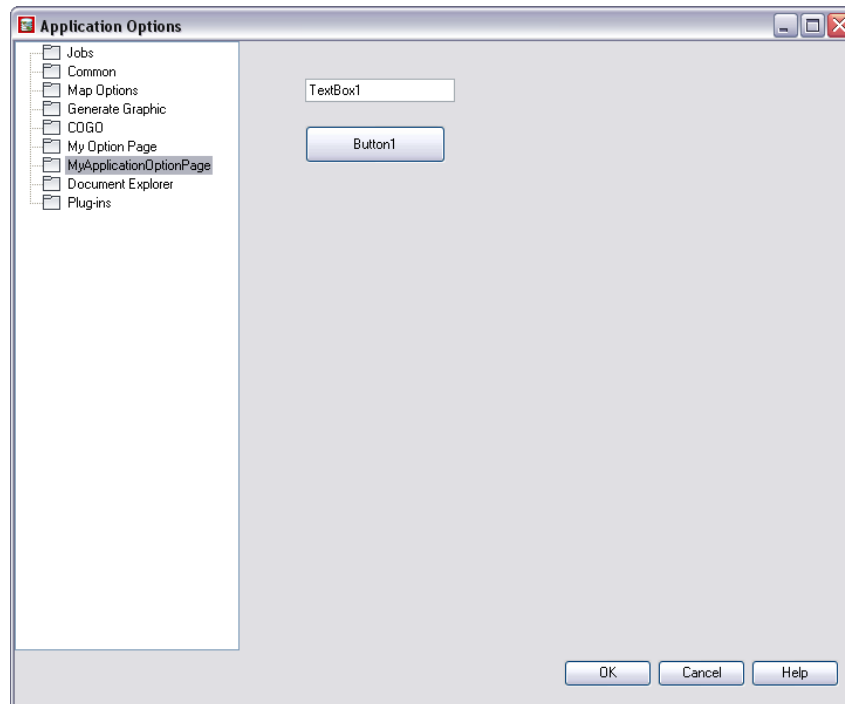 Application Options
Jobs
Common
Map Options
Generate Graphic
COGO
My Option Page
MyApplicationOptionPage
Document Explorer
Plug-ins
TextBox1
Button1
OK
Cancel
Help